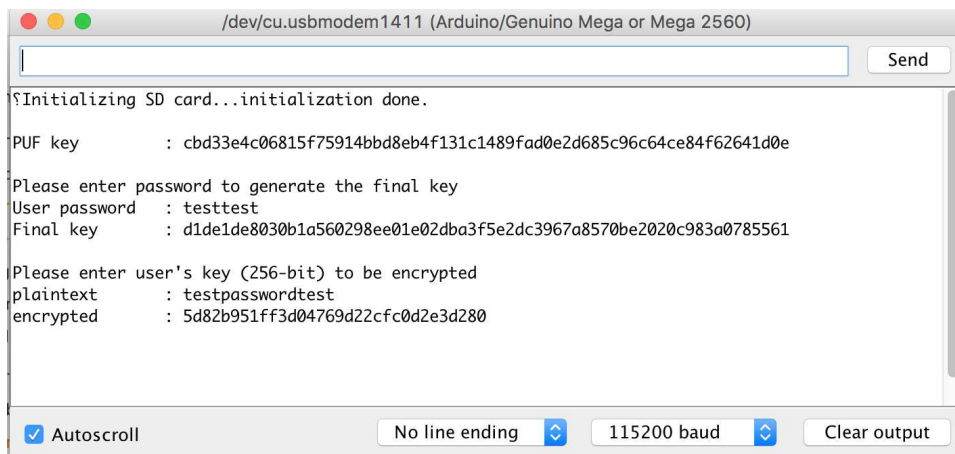 /dev/cu.usbmodem1411 (Arduino/Genuino Mega or Mega 2560)
Send
⸮Initializing SD card...initialization done.
PUF key : cbd33e4c06815f75914bbd8eb4f131c1489fad0e2d685c96c64ce84f62641d0e
Please enter password to generate the final key
User password : testtest
Final key : d1de1de8030b1a560298ee01e02dba3f5e2dc3967a8570be2020c983a0785561
Please enter user's key (256-bit) to be encrypted
plaintext : testpasswordtest
encrypted : 5d82b951ff3d04769d22cfc0d2e3d280
Autoscroll
No line ending
115200 baud
Clear output